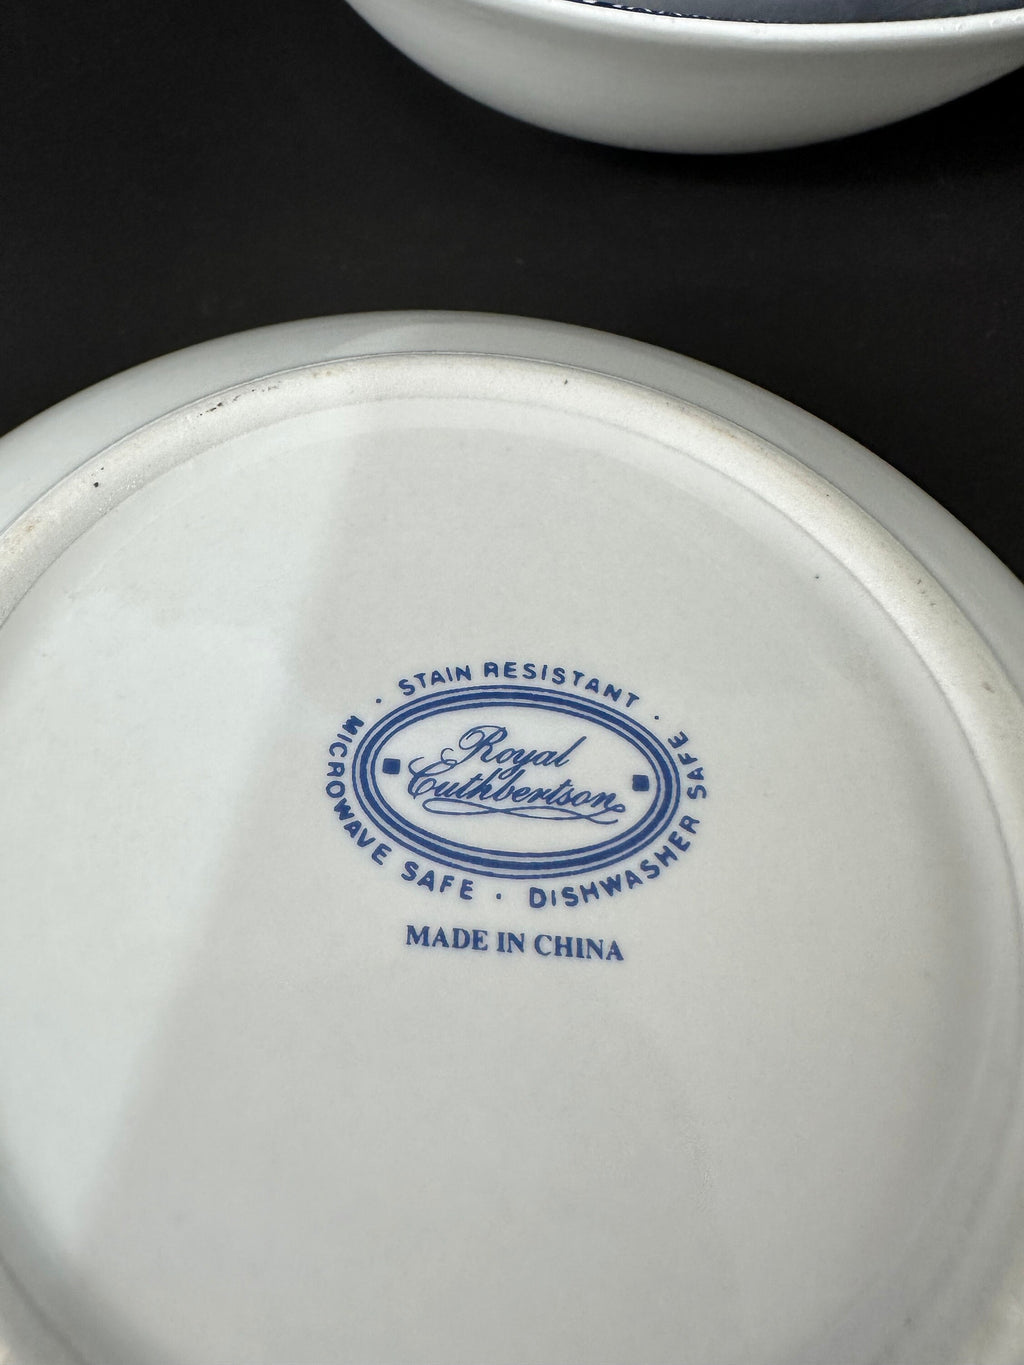 STAIN RESISTANT ·
Royal
Cuthbertson
· MICROWAVE SAFE · DISHWASHER SAFE
MADE IN CHINA